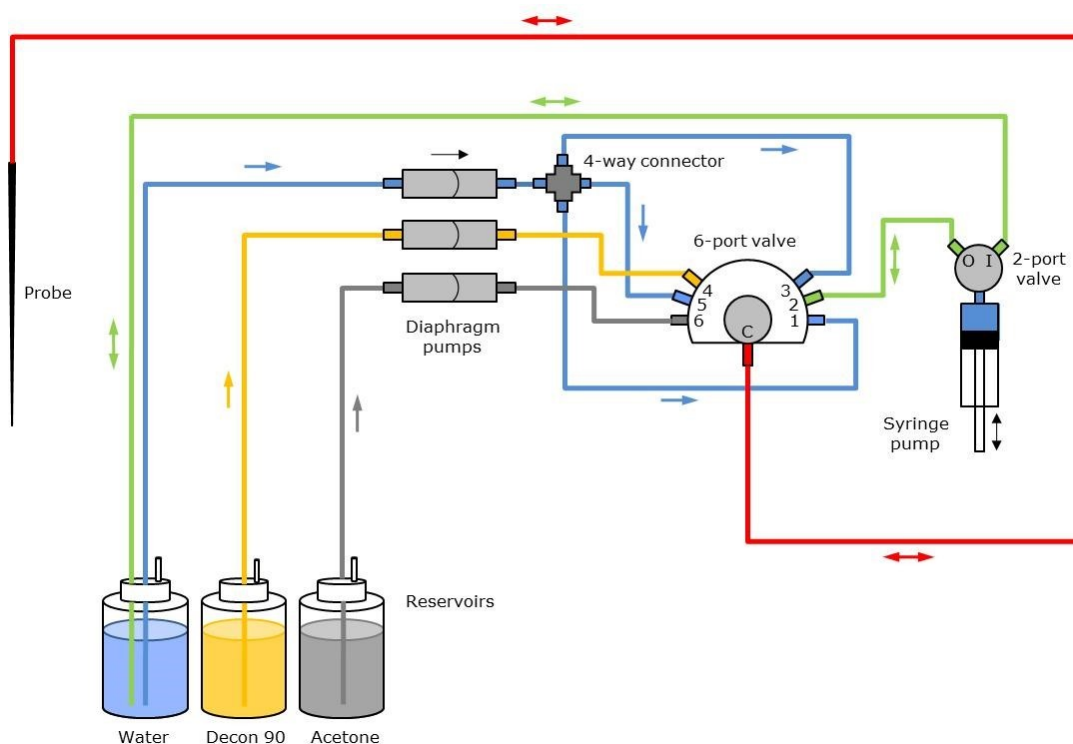 4-way connector
6-port valve
O I
2-port
valve
4 3
5 2
6 1
C
Probe
Diaphragm
pumps
Syringe
pump
Reservoirs
Water Decon 90 Acetone